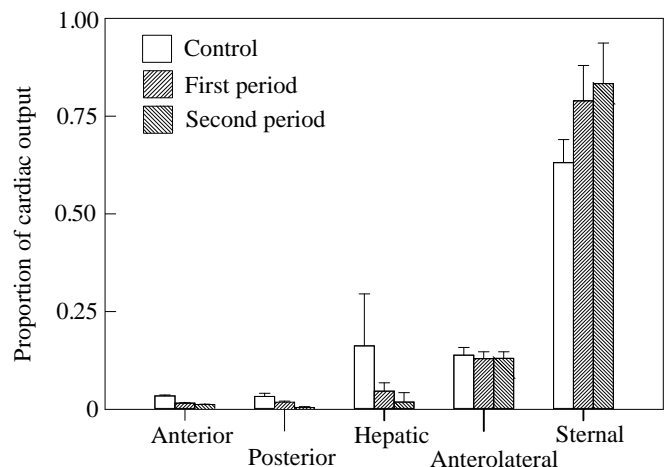 Proportion of cardiac output
1.00
0.75
0.50
0.25
0
Control
First period
Second period
Anterior
Posterior
Hepatic
Anterolateral
Sternal